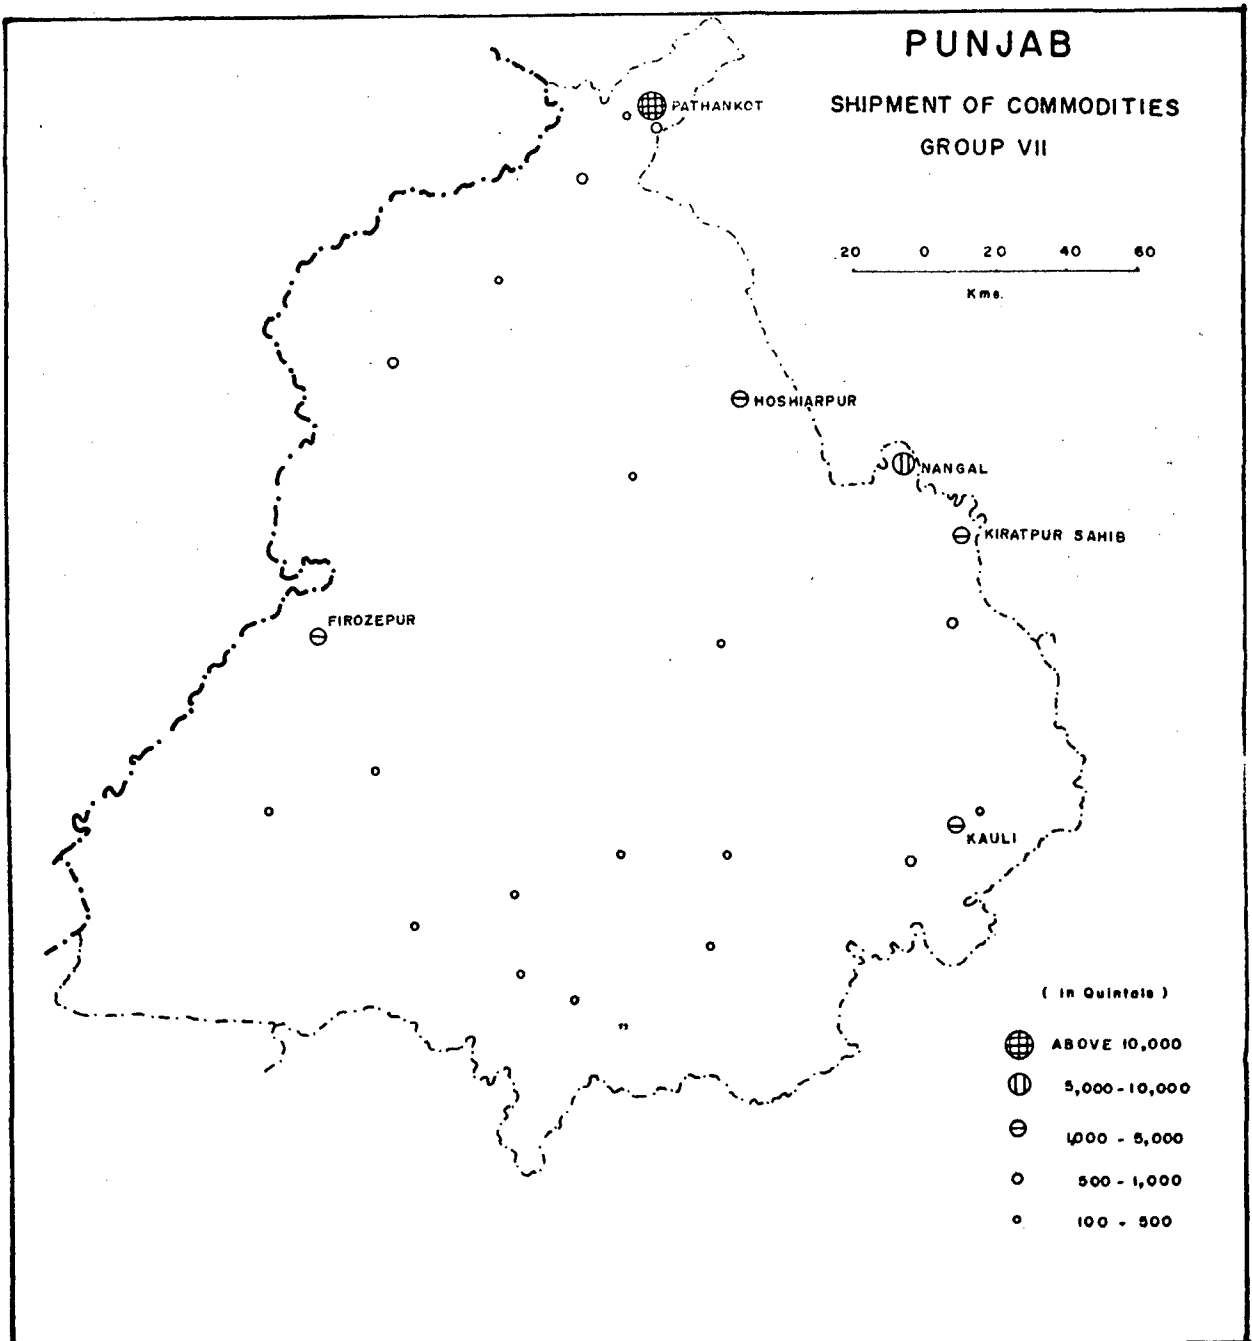 PUNJAB
SHIPMENT OF COMMODITIES
GROUP VII
20 0 20 40 60
Kms.
PATHANKOT
HOSHIARPUR
NANGAL
KIRATPUR SAHIB
FIROZEPUR
KAULI
(In Quintals)
ABOVE 10,000
5,000-10,000
1,000 - 5,000
500 - 1,000
100 - 500